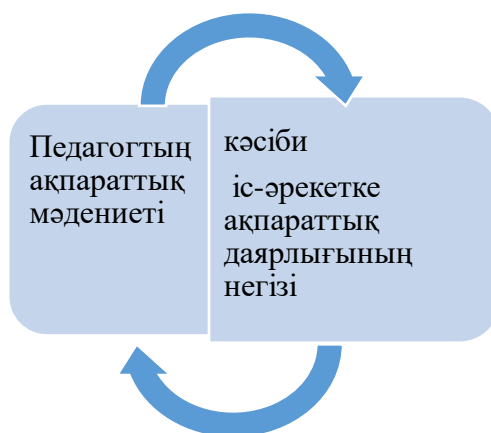 Педагогтың
ақпараттық
мәдениеті
кәсіби
іс-әрекетке
ақпараттық
даярлығының
негізі